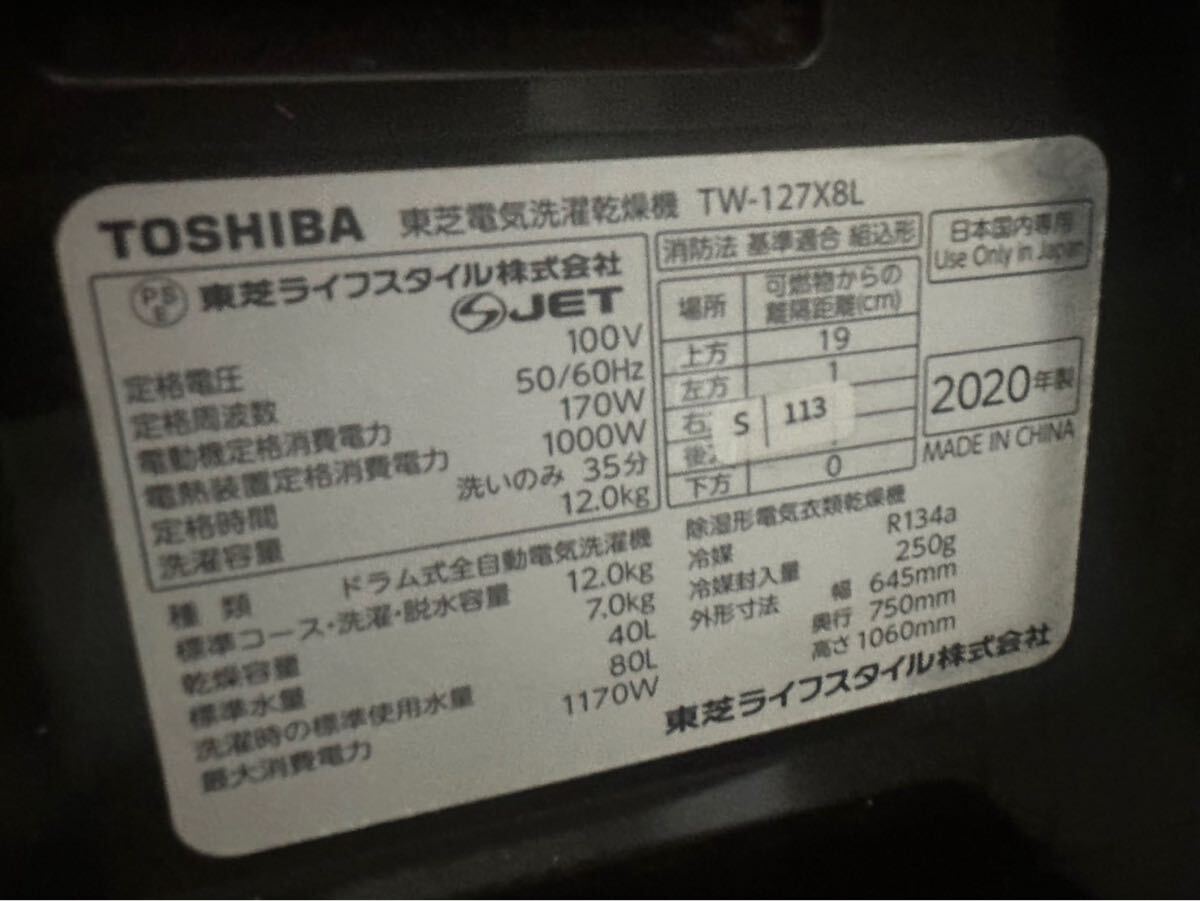 TOSHIBA 東芝電気洗濯乾燥機 TW-127X8L
PS
E 東芝ライフスタイル株式会社
JET
定格電圧 100V
定格周波数 50/60Hz
電動機定格消費電力 170W
電熱装置定格消費電力 1000W
定格時間 洗いのみ 35分
洗濯容量 12.0kg
種類 ドラム式全自動電気洗濯機
標準コース・洗濯・脱水容量 12.0kg
乾燥容量 7.0kg
標準水量 40L
洗濯時の標準使用水量 80L
最大消費電力 1170W
消防法 基準適合 組込形
場所 可燃物からの
離隔距離(cm)
上方 19
左方 1
右
S 113
後
下方 0
日本国内専用
Use Only in Japan
2020年製
MADE IN CHINA
除湿形電気衣類乾燥機
冷媒 R134a
冷媒封入量 250g
外形寸法 幅 645mm
奥行 750mm
高さ 1060mm
東芝ライフスタイル株式会社